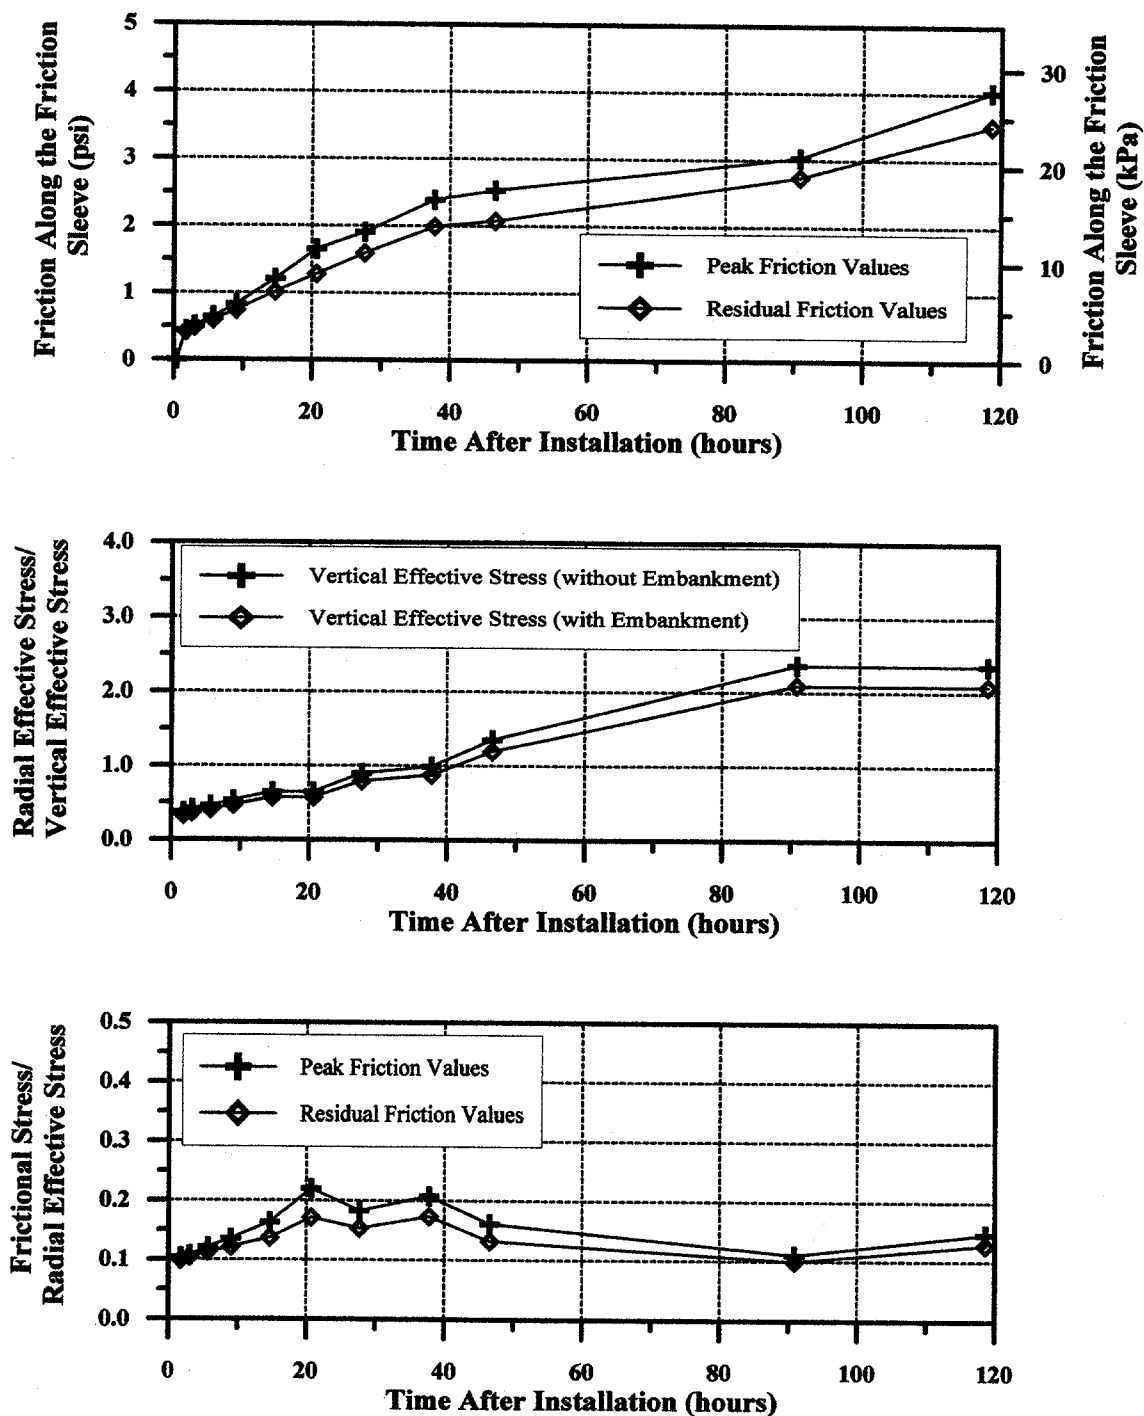 Friction Along the Friction
Sleeve (psi)
5
4
3
2
1
0
30
20
10
0
Friction Along the Friction
Sleeve (kPa)
Peak Friction Values
Residual Friction Values
0 20 40 60 80 100 120
Time After Installation (hours)
Radial Effective Stress/
Vertical Effective Stress
4.0
3.0
2.0
1.0
0.0
Vertical Effective Stress (without Embankment)
Vertical Effective Stress (with Embankment)
0 20 40 60 80 100 120
Time After Installation (hours)
Frictional Stress/
Radial Effective Stress
0.5
0.4
0.3
0.2
0.1
0.0
Peak Friction Values
Residual Friction Values
0 20 40 60 80 100 120
Time After Installation (hours)